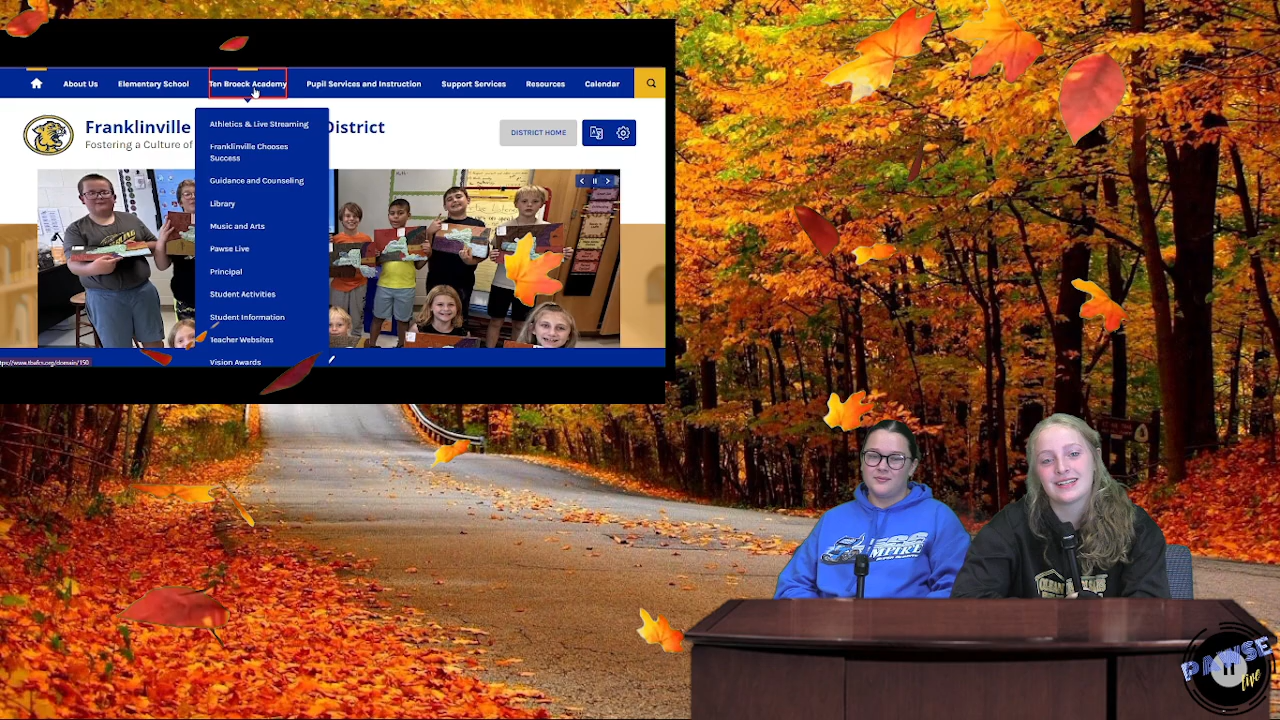 About Us Elementary School Ten Broeck Academy Pupil Services and Instruction Support Services Resources Calendar
Franklinville District
Fostering a Culture of
DISTRICT HOME
Athletics & Live Streaming
Franklinville Chooses
Success
Guidance and Counseling
Library
Music and Arts
Pawse Live
Principal
Student Activities
Student Information
Teacher Websites
Vision Awards
EMPIRE
PAWSE
live